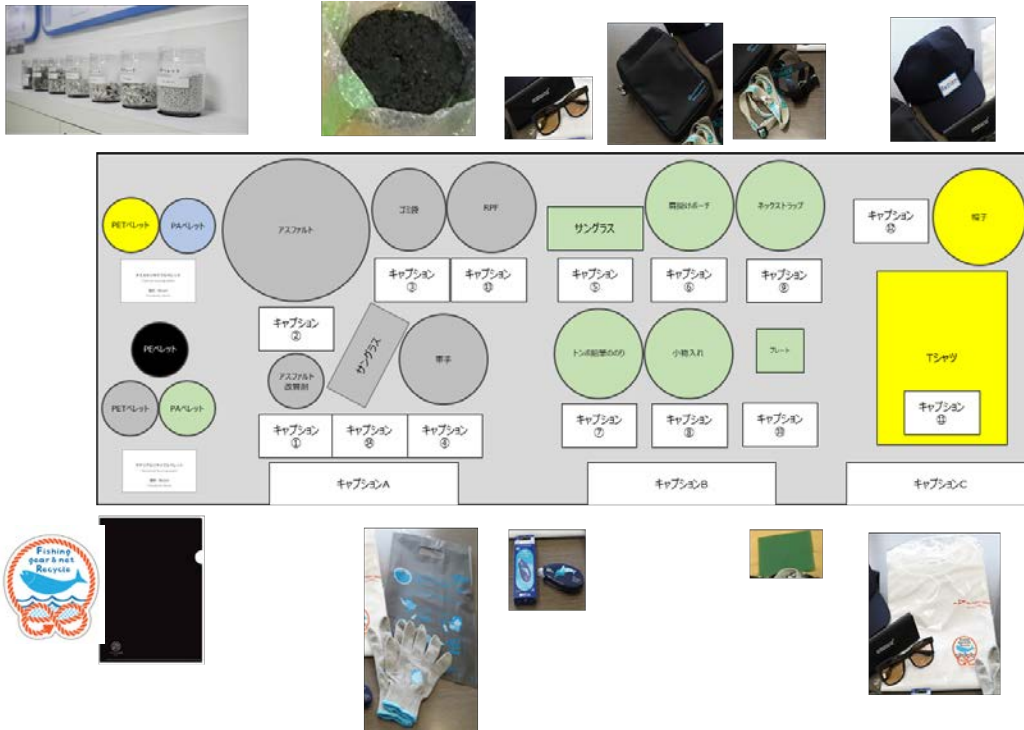 PETペレット
PAペレット
アスファルト
ゴミ袋
RPF
サングラス
肩掛けポーチ
ネックストラップ
キャプション
⑫
帽子
キャプション
③
キャプション
⑪
キャプション
⑤
キャプション
⑥
キャプション
⑨
キャプション
②
サングラス
軍手
PEペレット
アスファルト
改質剤
トンボ鉛筆ののり
小物入れ
プレート
Tシャツ
PETペレット
PAペレット
キャプション
①
キャプション
⑭
キャプション
④
キャプション
⑦
キャプション
⑧
キャプション
⑩
キャプション
⑬
キャプションA
キャプションB
キャプションC
Fishing
gear & net
Recycle